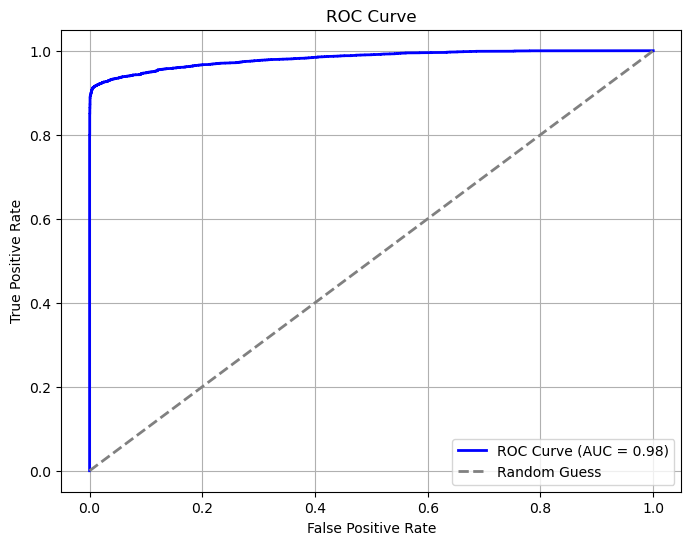 ROC Curve
1.0
0.8
0.6
0.4
0.2
0.0
True Positive Rate
ROC Curve (AUC = 0.98)
Random Guess
0.0 0.2 0.4 0.6 0.8 1.0
False Positive Rate